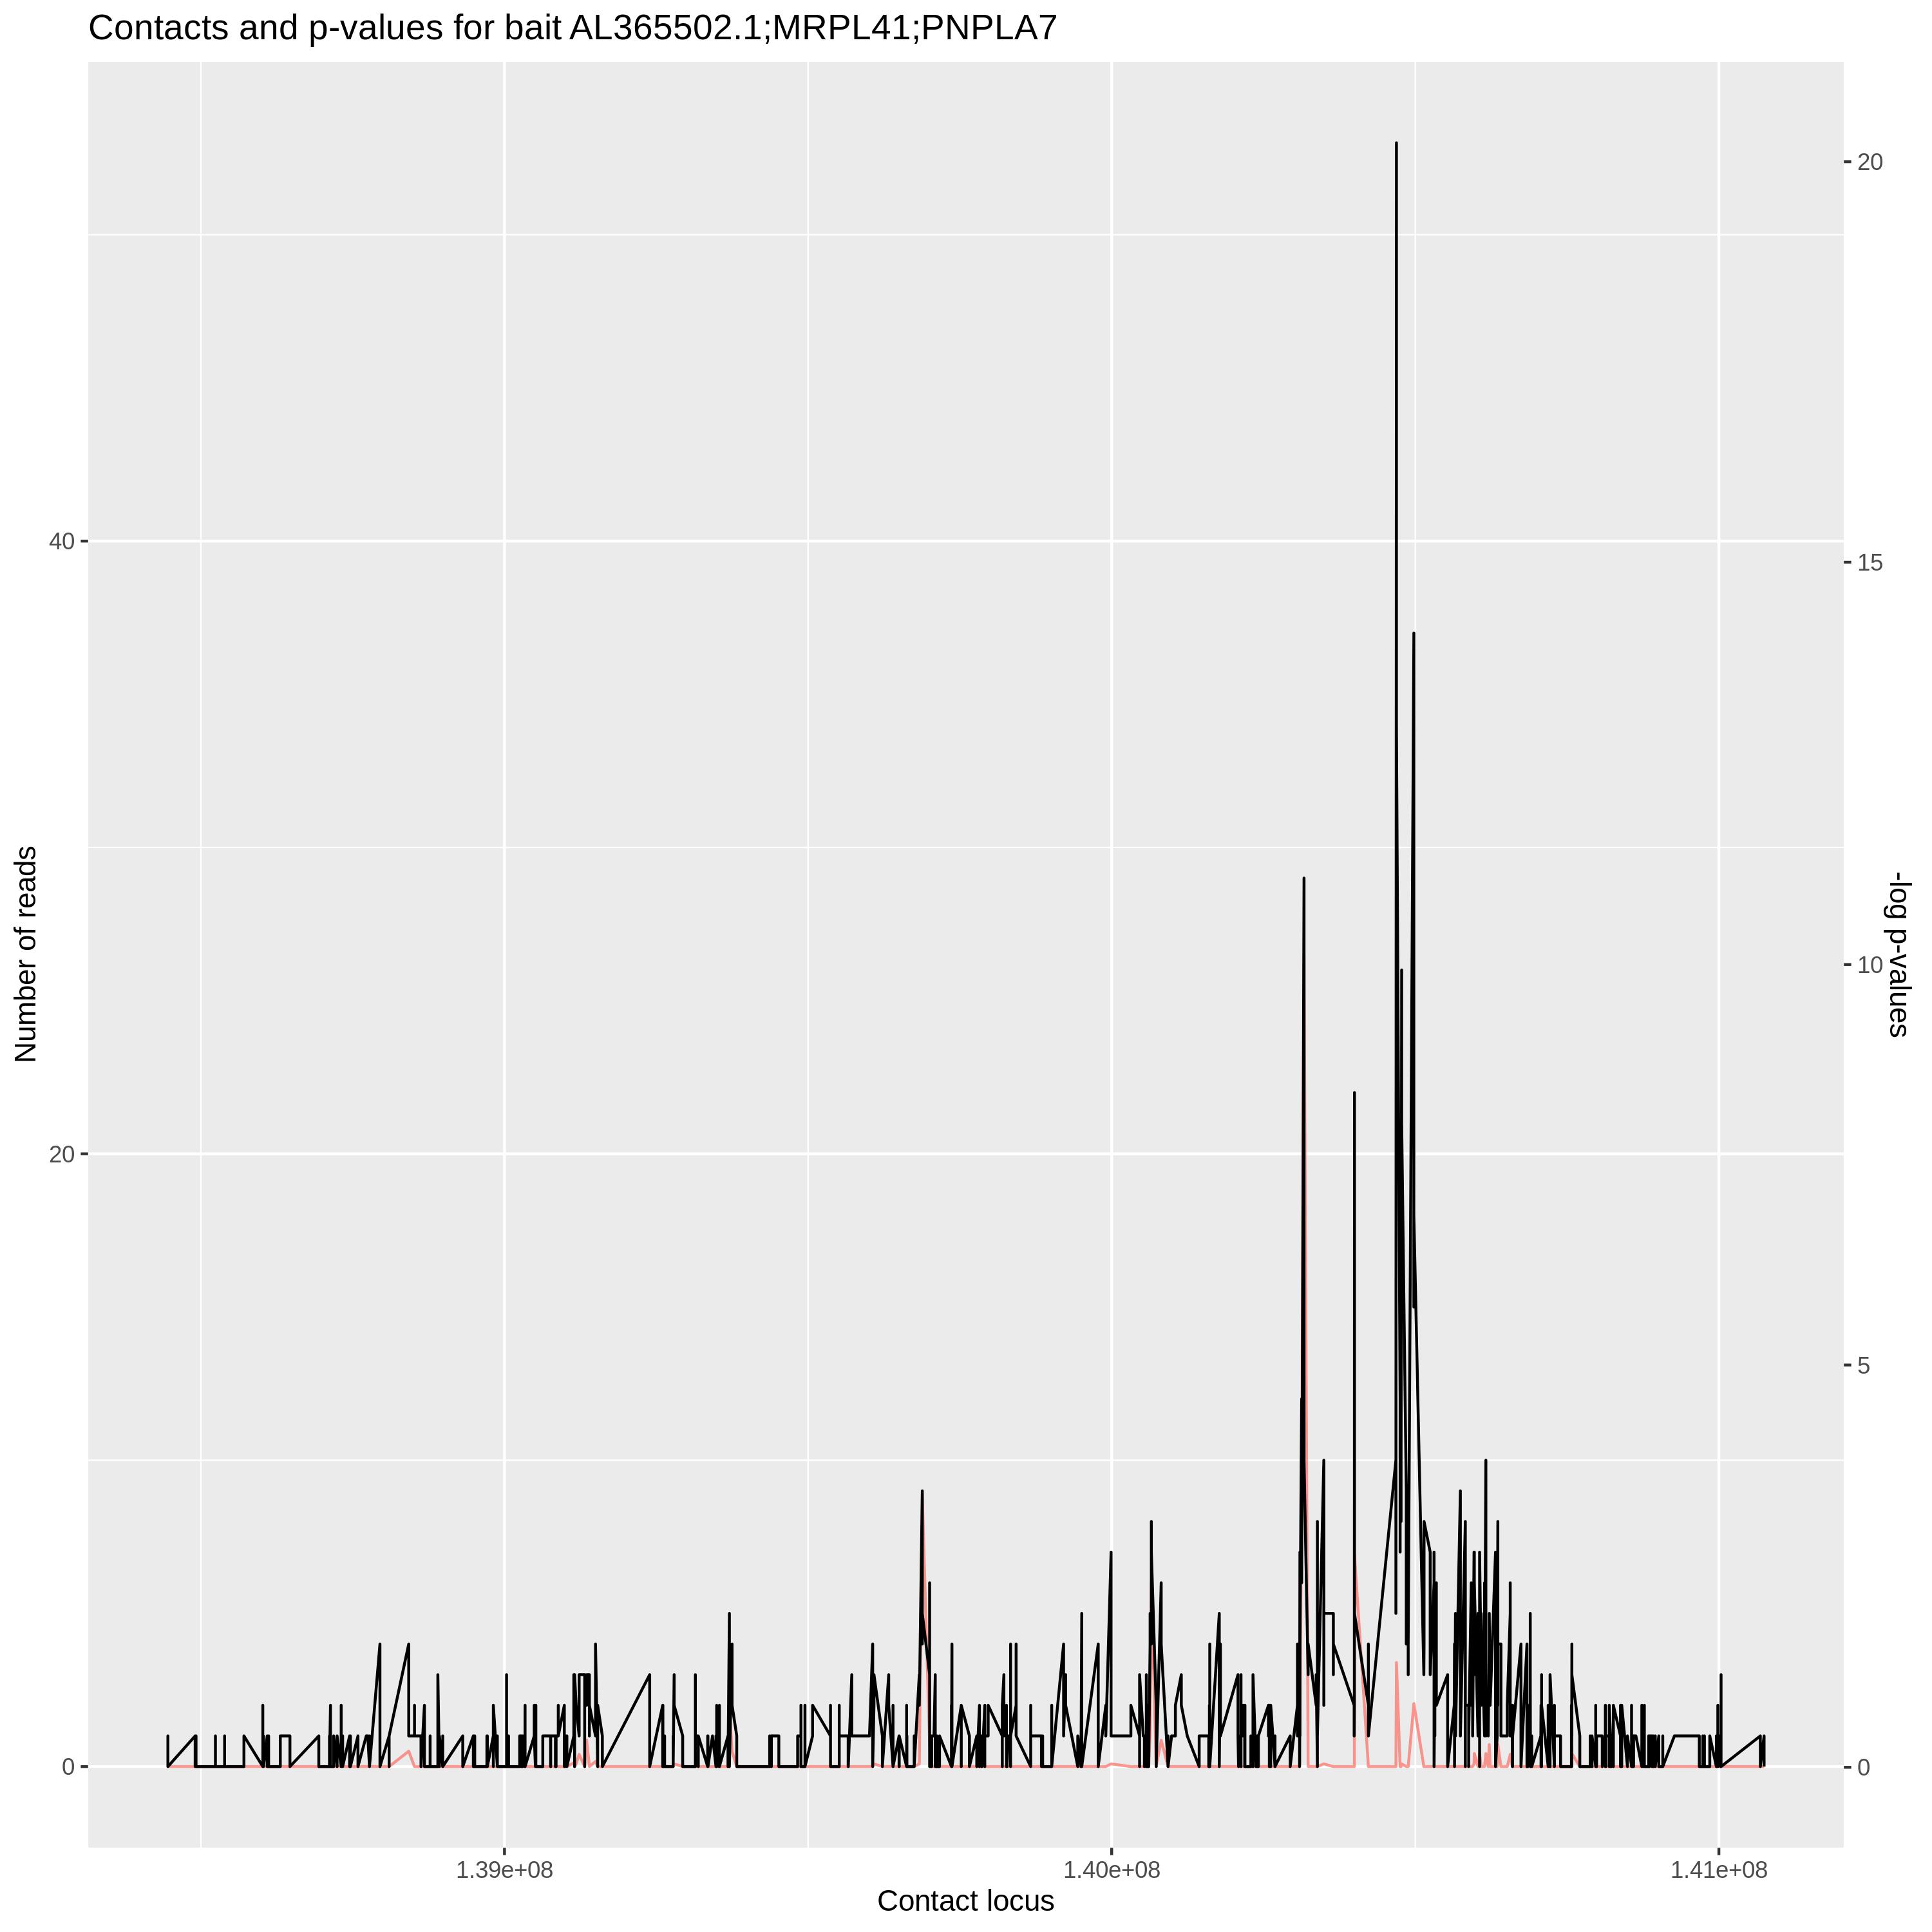 Contacts and p-values for bait AL365502.1;MRPL41;PNPLA7
Number of reads
40
20
0
20
15
10
5
0
-log p-values
1.39e+08
1.40e+08
1.41e+08
Contact locus